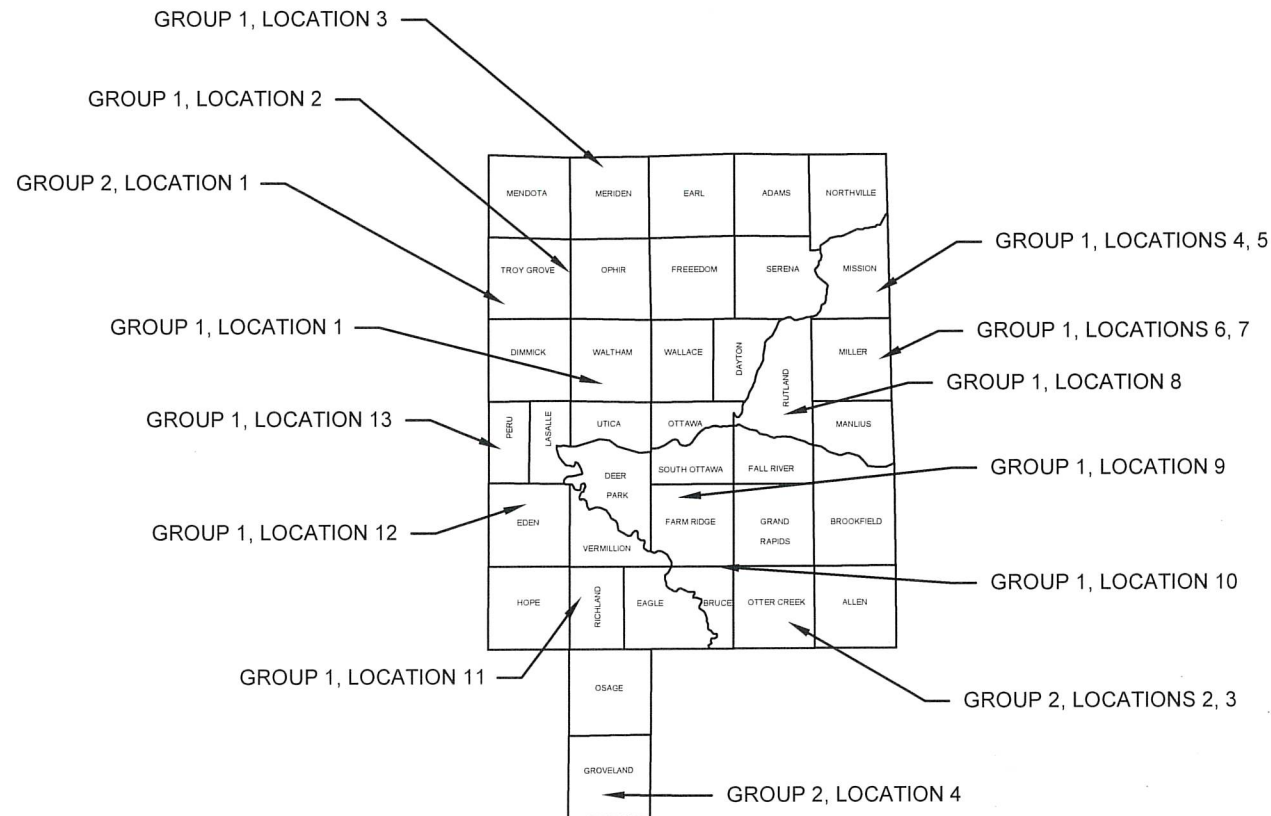 GROUP 1, LOCATION 3
GROUP 1, LOCATION 2
GROUP 2, LOCATION 1
MENDOTA
MERIDEN
EARL
ADAMS
NORTHVILLE
GROUP 1, LOCATIONS 4, 5
TROY GROVE
OPHIR
FREEEDOM
SERENA
MISSION
GROUP 1, LOCATION 1
GROUP 1, LOCATIONS 6, 7
DIMMICK
WALTHAM
WALLACE
DAYTON
RUTLAND
MILLER
GROUP 1, LOCATION 8
GROUP 1, LOCATION 13
PERU
LASALLE
UTICA
OTTAWA
MANLIUS
DEER
PARK
SOUTH OTTAWA
FALL RIVER
GROUP 1, LOCATION 9
GROUP 1, LOCATION 12
EDEN
VERMILLION
FARM RIDGE
GRAND
RAPIDS
BROOKFIELD
GROUP 1, LOCATION 10
HOPE
RICHLAND
EAGLE
BRUCE
OTTER CREEK
ALLEN
GROUP 1, LOCATION 11
OSAGE
GROUP 2, LOCATIONS 2, 3
GROVELAND
GROUP 2, LOCATION 4